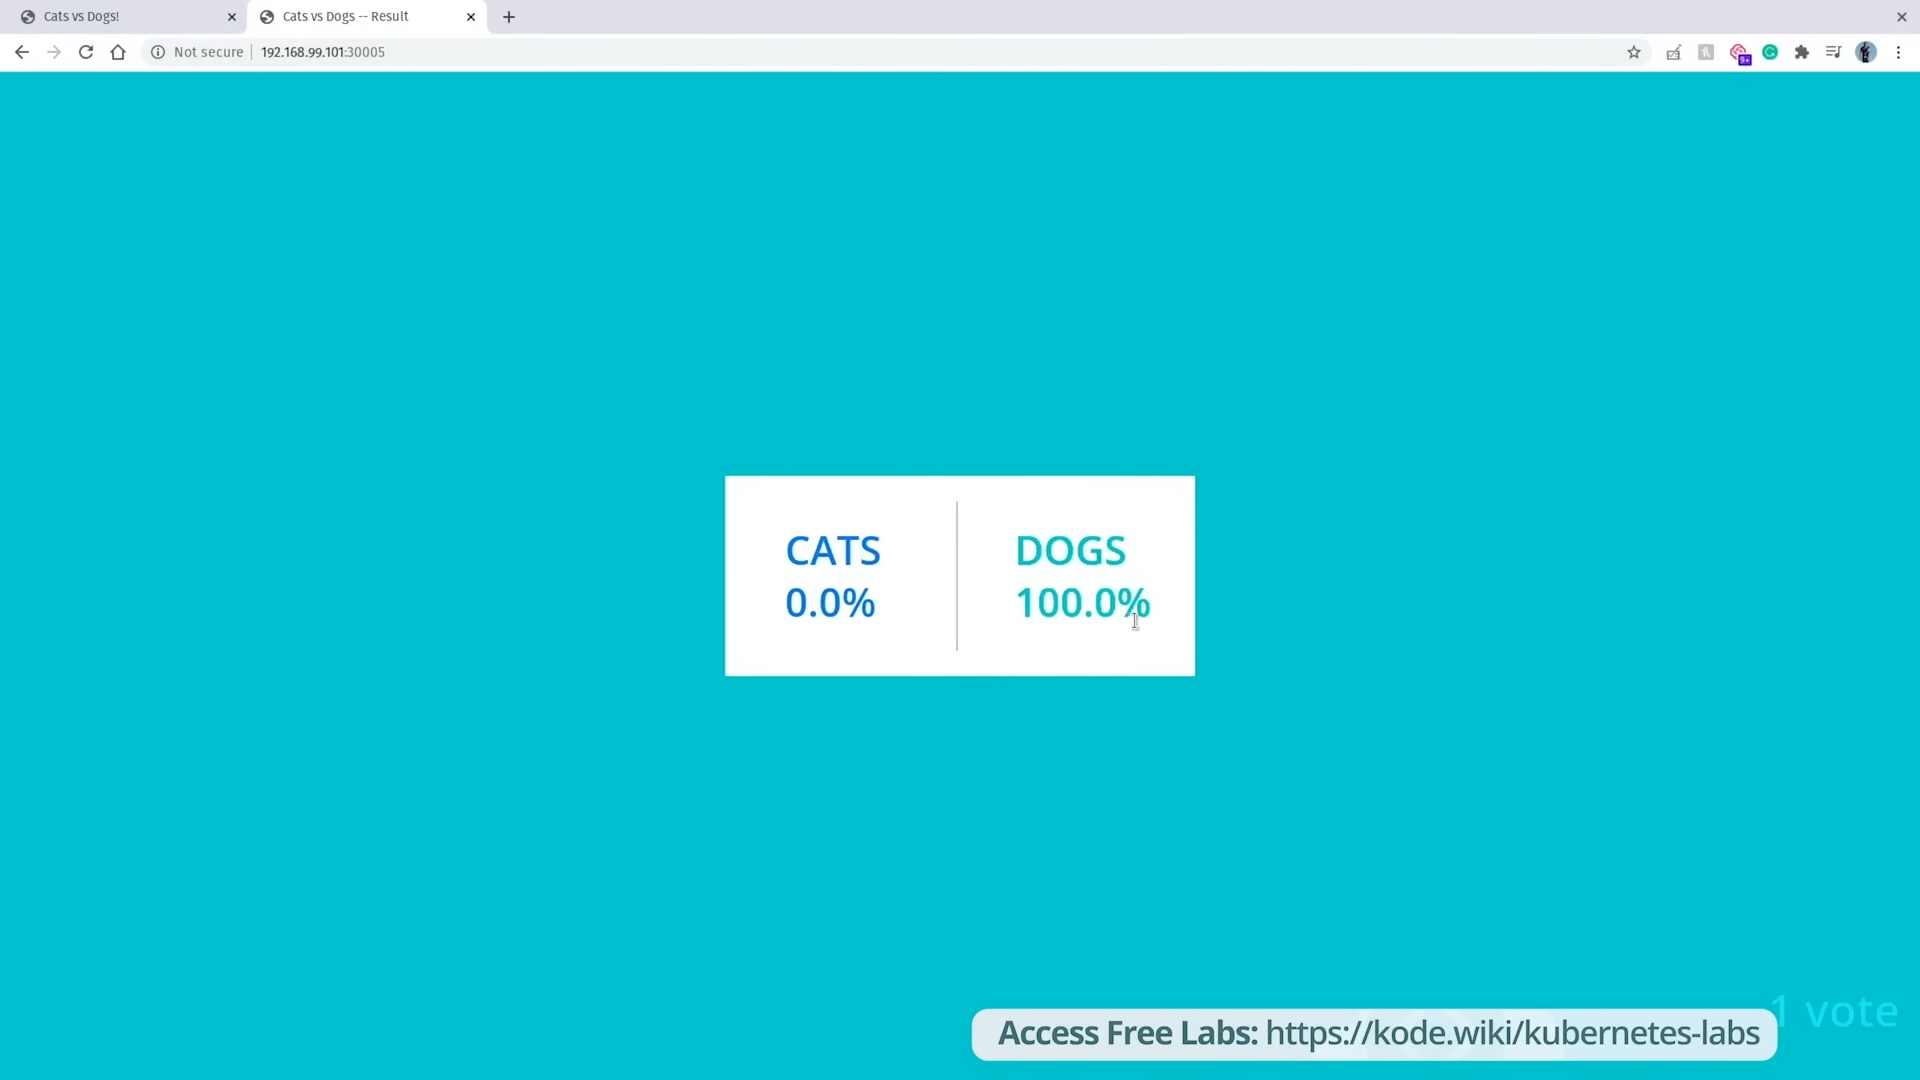 Cats vs Dogs!
Cats vs Dogs -- Result
Not secure
192.168.99.101:30005
9+
CATS
0.0%
DOGS
100.0%
1 vote
Access Free Labs: https://kode.wiki/kubernetes-labs